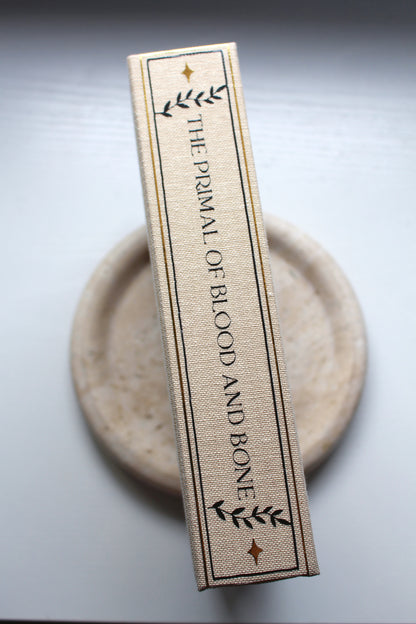 THE PRIMAL OF BLOOD AND BONE